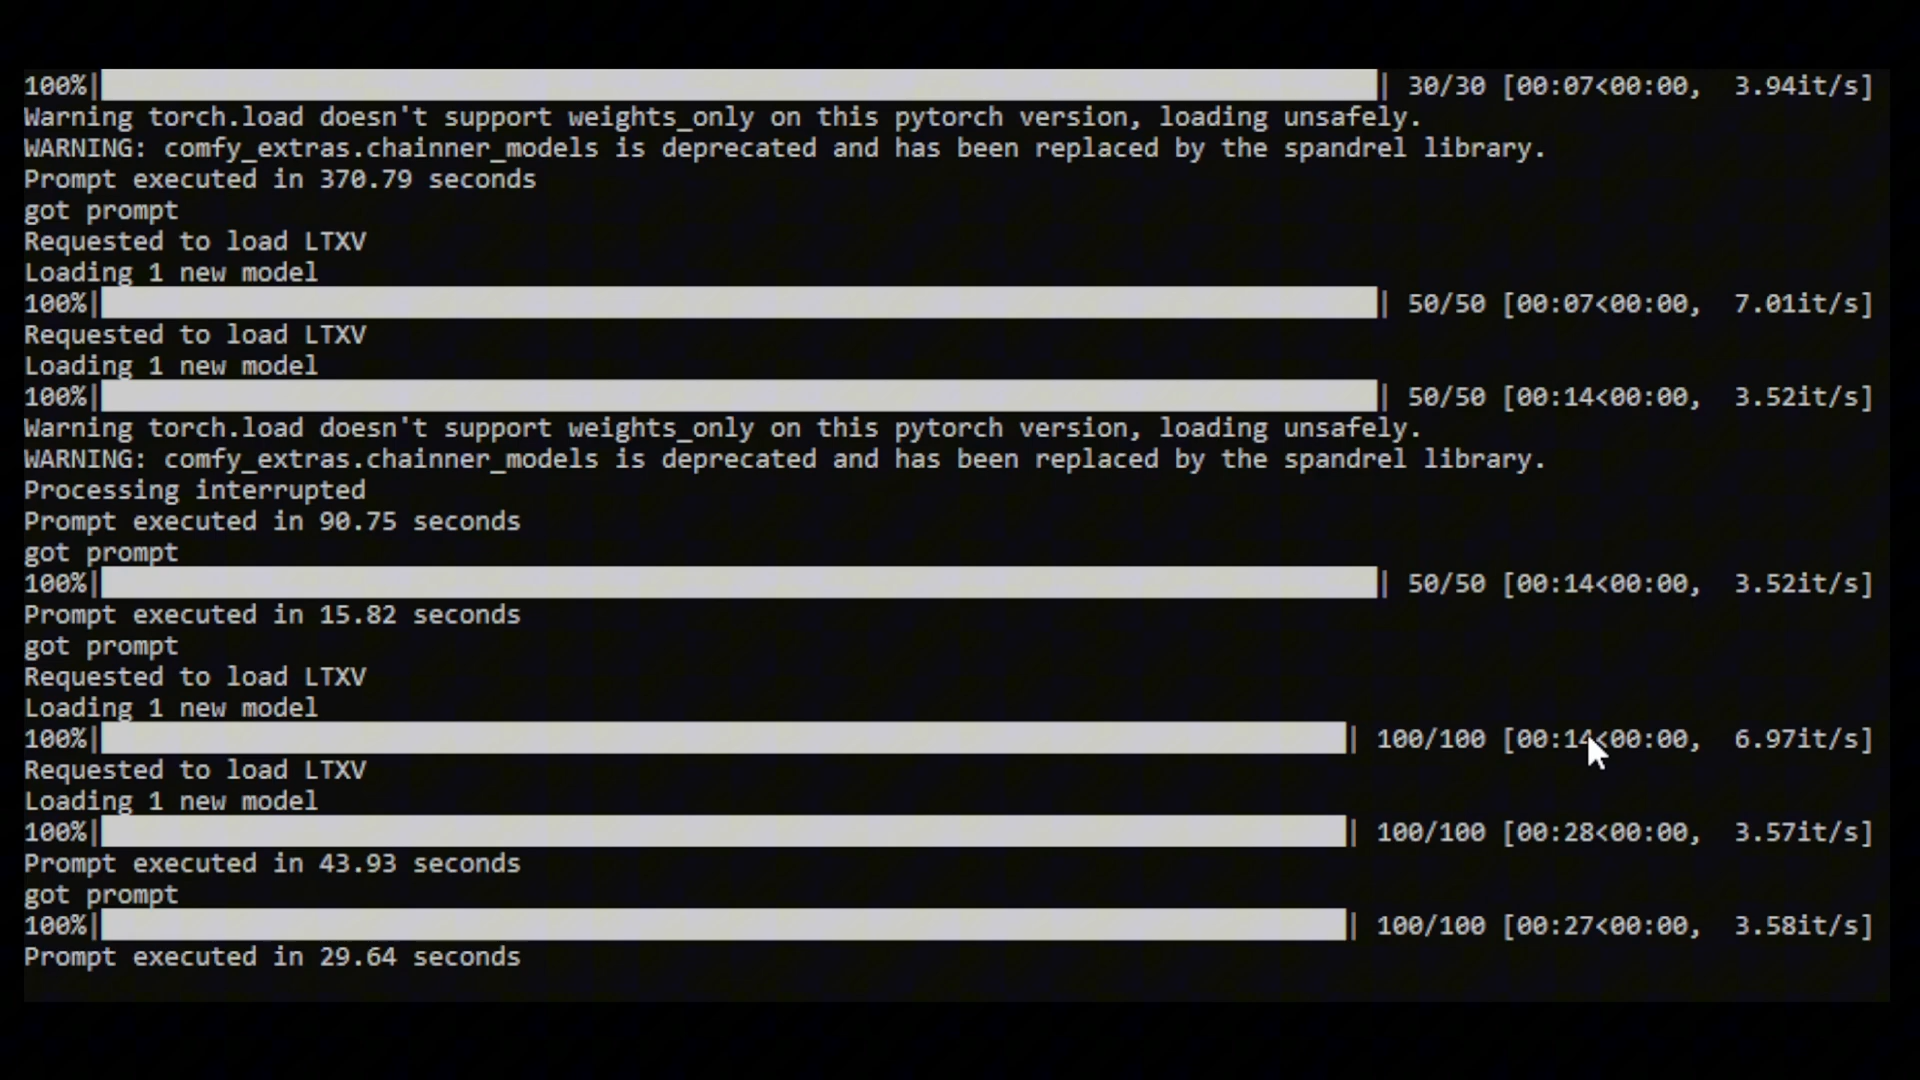 100%| | 30/30 [00:07<00:00, 3.94it/s]
Warning torch.load doesn't support weights_only on this pytorch version, loading unsafely.
WARNING: comfy_extras.chainner_models is deprecated and has been replaced by the spandrel library.
Prompt executed in 370.79 seconds
got prompt
Requested to load LTXV
Loading 1 new model
100%| | 50/50 [00:07<00:00, 7.01it/s]
Requested to load LTXV
Loading 1 new model
100%| | 50/50 [00:14<00:00, 3.52it/s]
Warning torch.load doesn't support weights_only on this pytorch version, loading unsafely.
WARNING: comfy_extras.chainner_models is deprecated and has been replaced by the spandrel library.
Processing interrupted
Prompt executed in 90.75 seconds
got prompt
100%| | 50/50 [00:14<00:00, 3.52it/s]
Prompt executed in 15.82 seconds
got prompt
Requested to load LTXV
Loading 1 new model
100%| | 100/100 [00:14<00:00, 6.97it/s]
Requested to load LTXV
Loading 1 new model
100%| | 100/100 [00:28<00:00, 3.57it/s]
Prompt executed in 43.93 seconds
got prompt
100%| | 100/100 [00:27<00:00, 3.58it/s]
Prompt executed in 29.64 seconds